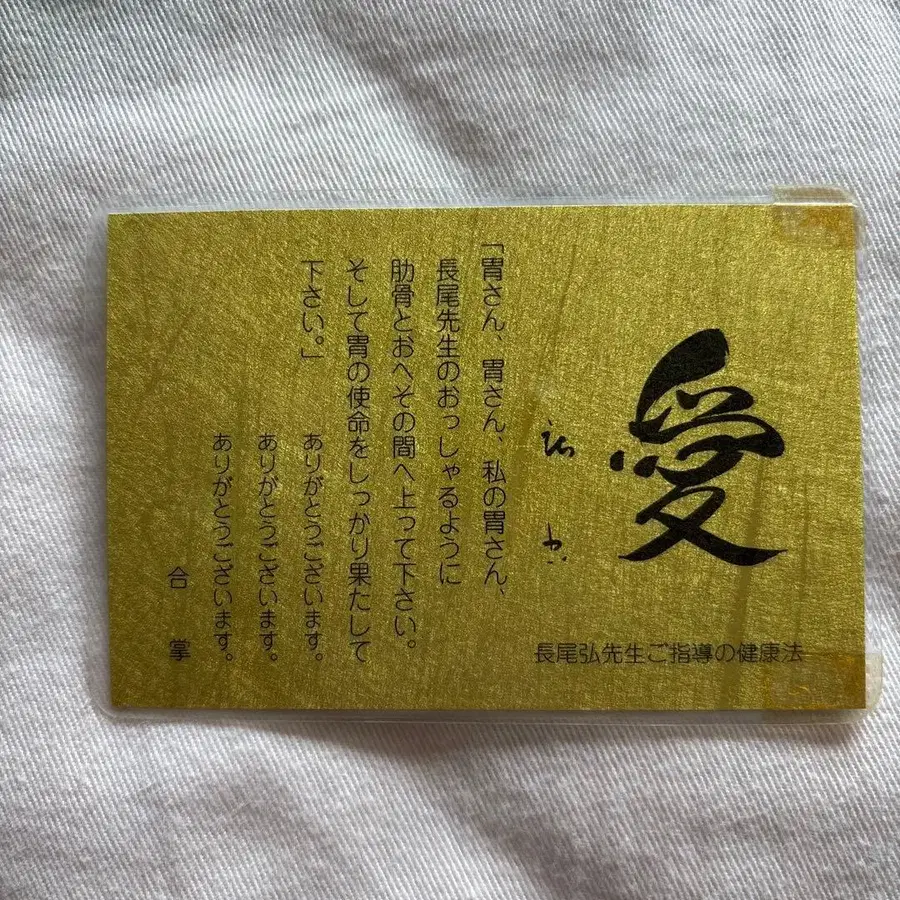 愛
長尾弘先生ご指導の健康法
「胃さん、胃さん、私の胃さん、
長尾先生のおっしゃるように
肋骨とおへその間へ上って下さい。
そして胃の使命をしっかり果たして
下さい。」
ありがとうございます。
ありがとうございます。
ありがとうございます。
合掌